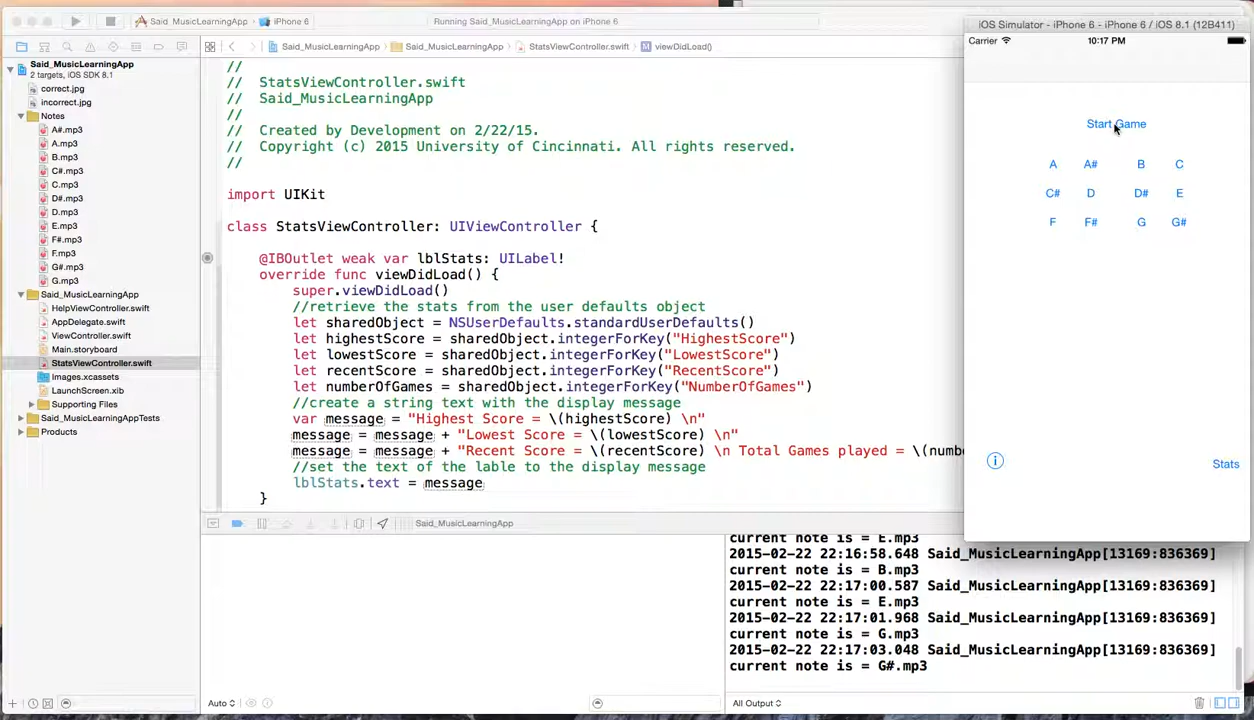 Said_MusicLearningApp
iPhone 6
Running Said_MusicLearningApp on iPhone 6
Said_MusicLearningApp
Said_MusicLearningApp
StatsViewController.swift
viewDidLoad()
Said_MusicLearningApp
2 targets, iOS SDK 8.1
correct.jpg
incorrect.jpg
Notes
A#.mp3
A.mp3
B.mp3
C#.mp3
C.mp3
D#.mp3
D.mp3
E.mp3
F#.mp3
F.mp3
G#.mp3
G.mp3
Said_MusicLearningApp
HelpViewController.swift
AppDelegate.swift
ViewController.swift
Main.storyboard
StatsViewController.swift
Images.xcassets
LaunchScreen.xib
Supporting Files
Said_MusicLearningAppTests
Products
//
// StatsViewController.swift
// Said_MusicLearningApp
//
// Created by Development on 2/22/15.
// Copyright (c) 2015 University of Cincinnati. All rights reserved.
//
import UIKit
class StatsViewController: UIViewController {
@IBOutlet weak var lblStats: UILabel!
override func viewDidLoad() {
super.viewDidLoad()
//retrieve the stats from the user defaults object
let sharedObject = NSUserDefaults.standardUserDefaults()
let highestScore = sharedObject.integerForKey("HighestScore")
let lowestScore = sharedObject.integerForKey("LowestScore")
let recentScore = sharedObject.integerForKey("RecentScore")
let numberOfGames = sharedObject.integerForKey("NumberOfGames")
//create a string text with the display message
var message = "Highest Score = \(highestScore) \n"
message = message + "Lowest Score = \(lowestScore) \n"
message = message + "Recent Score = \(recentScore) \n Total Games played = \(numbe
//set the text of the lable to the display message
lblStats.text = message
}
Said_MusicLearningApp
current note is = E.mp3
2015-02-22 22:16:58.648 Said_MusicLearningApp[13169:836369]
current note is = B.mp3
2015-02-22 22:17:00.587 Said_MusicLearningApp[13169:836369]
current note is = E.mp3
2015-02-22 22:17:01.968 Said_MusicLearningApp[13169:836369]
current note is = G.mp3
2015-02-22 22:17:03.048 Said_MusicLearningApp[13169:836369]
current note is = G#.mp3
Auto
All Output
iOS Simulator - iPhone 6 - iPhone 6 / iOS 8.1 (12B411)
Carrier 10:17 PM
Start Game
A A# B C
C# D D# E
F F# G G#
Stats